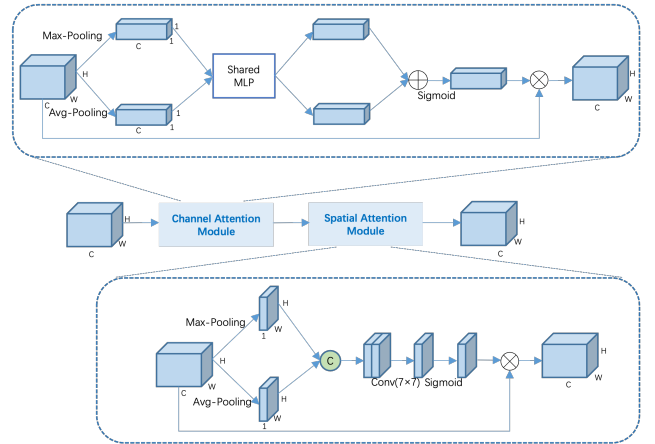 Max-Pooling
1
C
1
H
W
C
Avg-Pooling
1
C
1
Shared
MLP
Sigmoid
H
W
C
H
W
C
Channel Attention
Module
Spatial Attention
Module
H
W
C
Max-Pooling
H
W
1
H
W
C
Avg-Pooling
H
W
1
C
Conv(7×7) Sigmoid
H
W
C